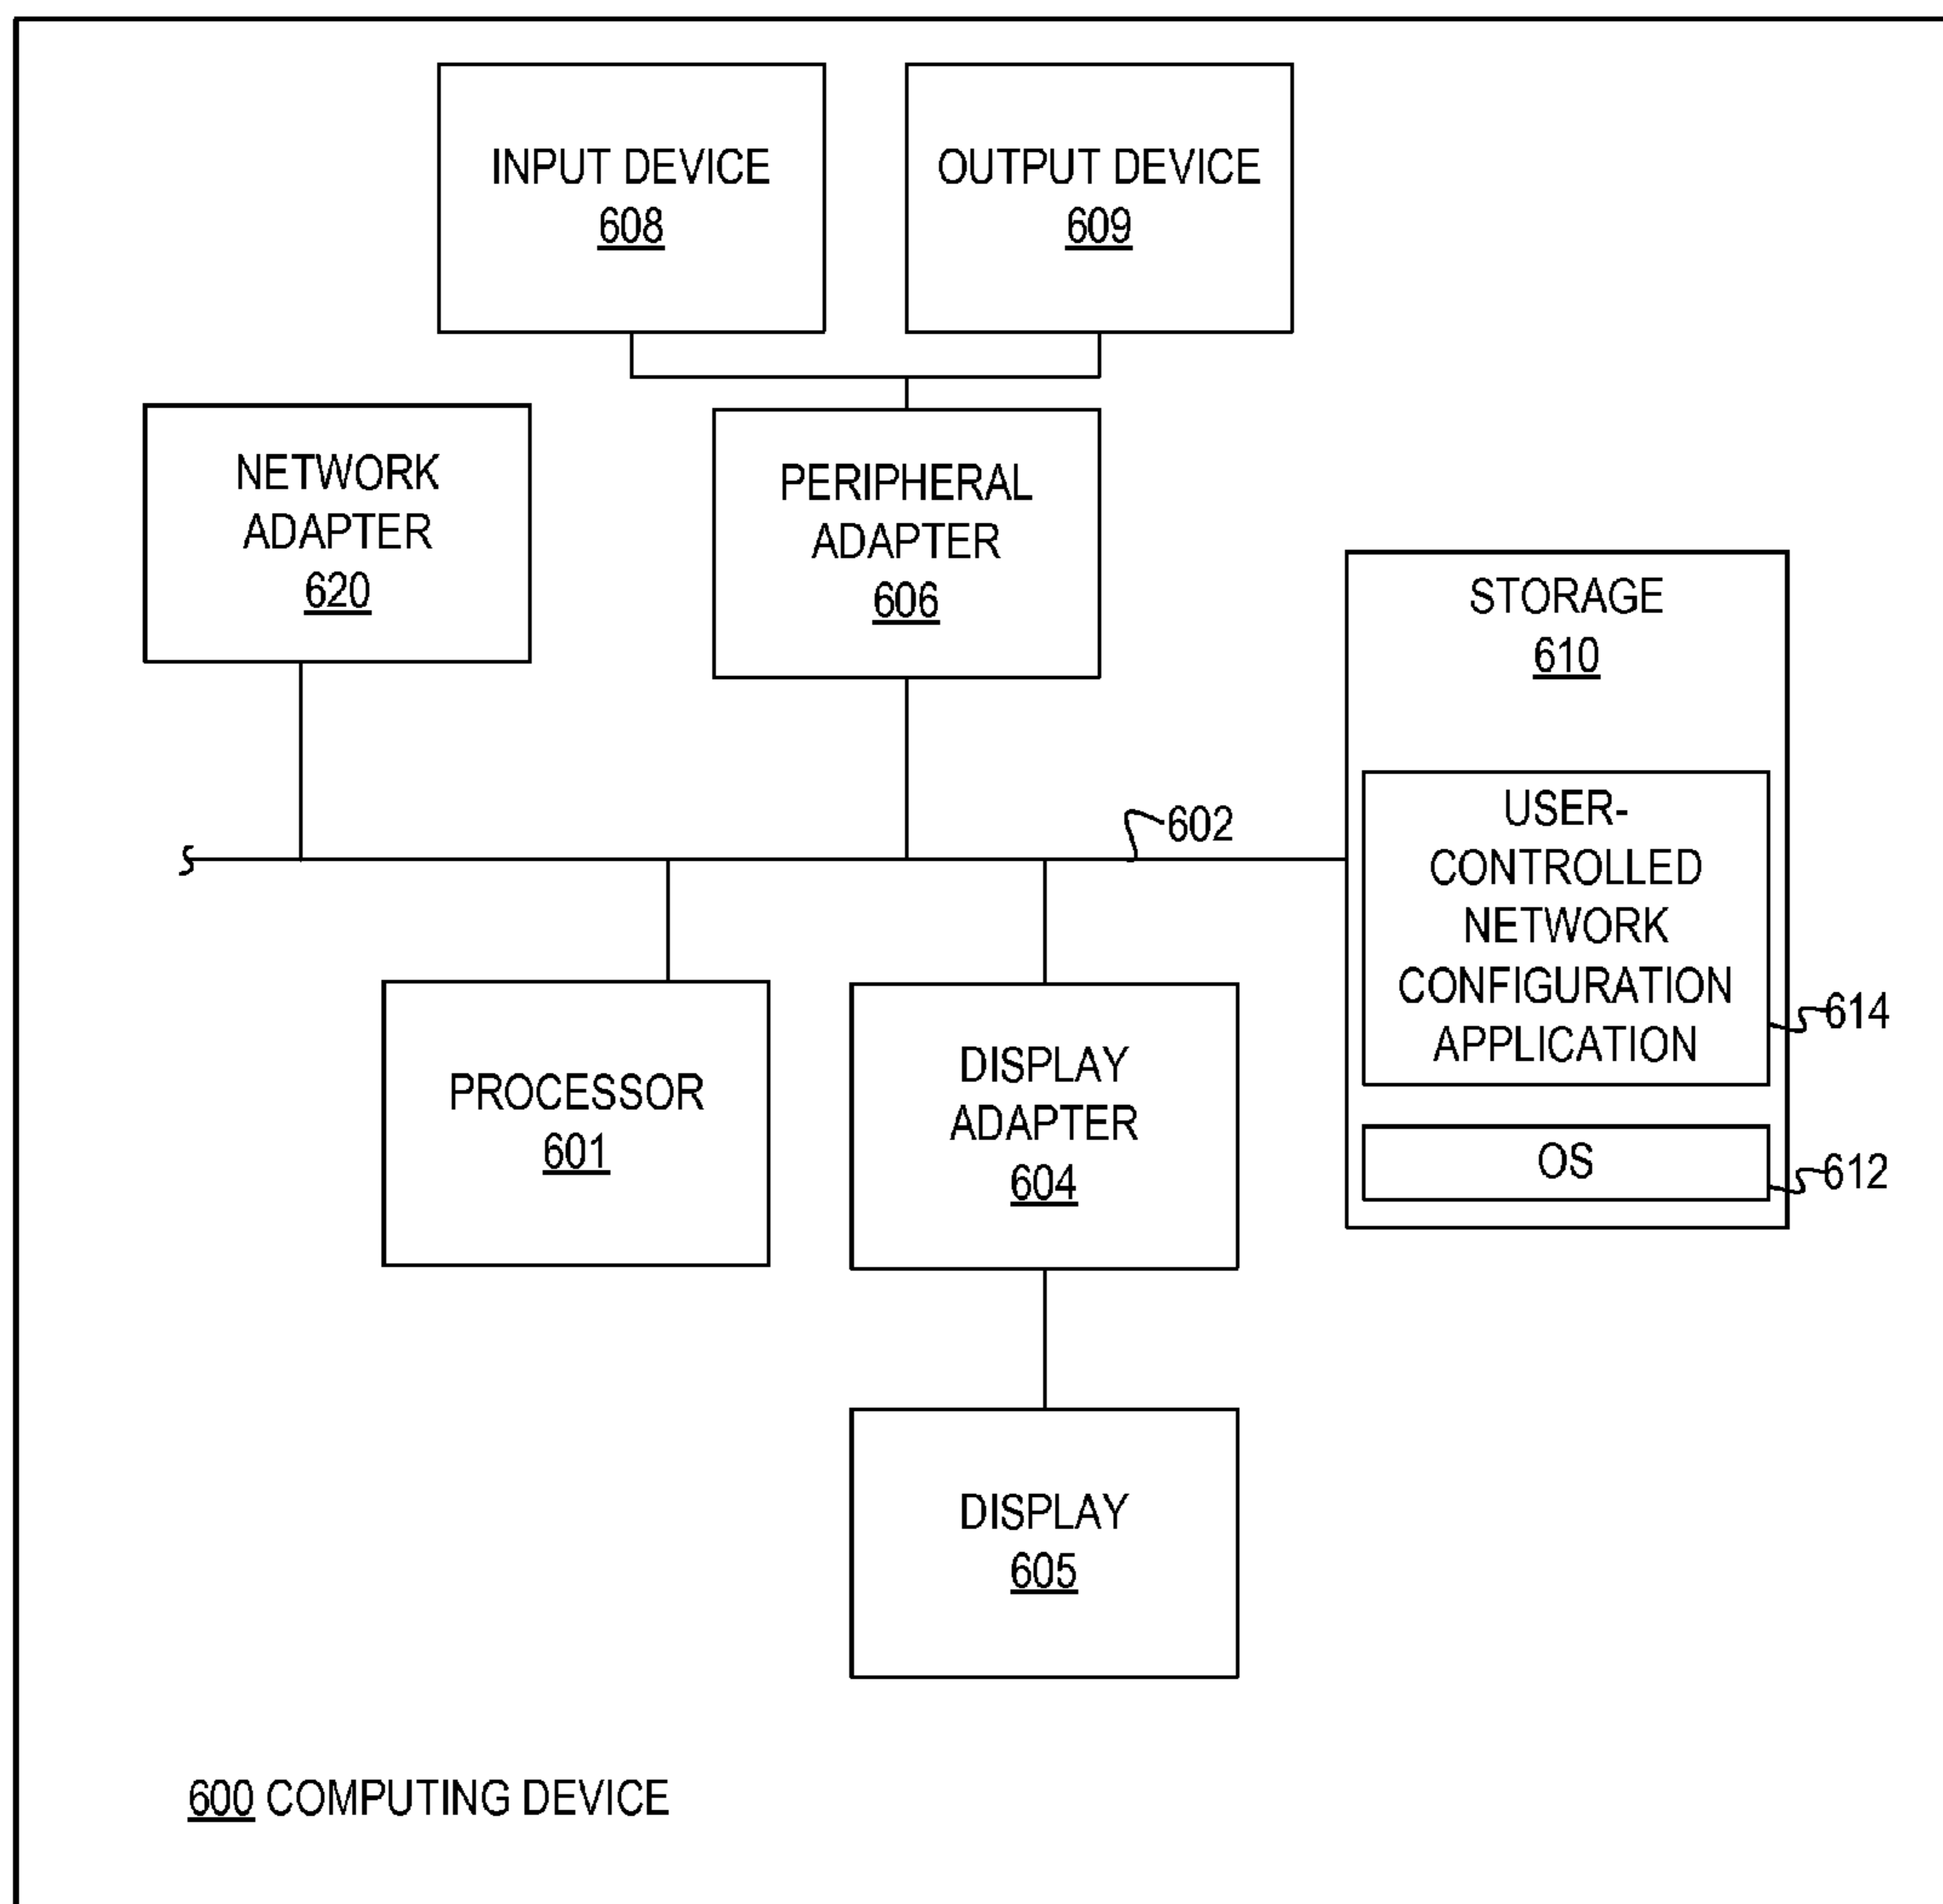 INPUT DEVICE
608
OUTPUT DEVICE
609
NETWORK
ADAPTER
620
PERIPHERAL
ADAPTER
606
STORAGE
610
602
USER-
CONTROLLED
NETWORK
CONFIGURATION
APPLICATION
614
OS
612
PROCESSOR
601
DISPLAY
ADAPTER
604
DISPLAY
605
600 COMPUTING DEVICE